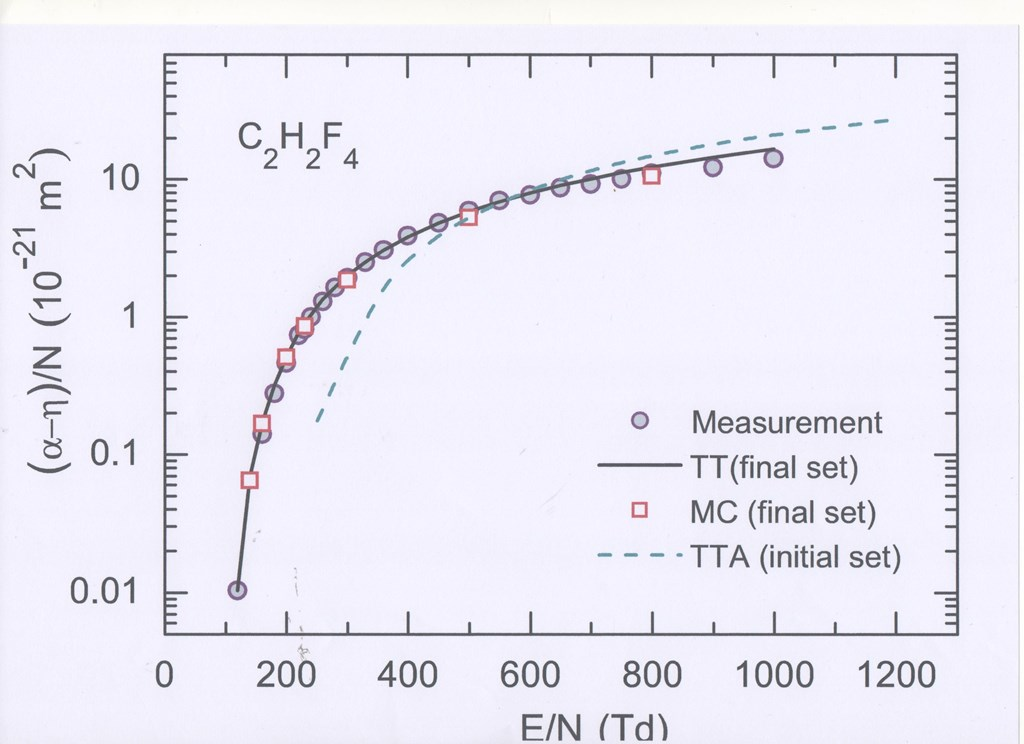 C2H2F4
(α–η)/N (10-21 m2)
10
1
0.1
0.01
Measurement
TT(final set)
MC (final set)
TTA (initial set)
0 200 400 600 800 1000 1200
E/N (Td)